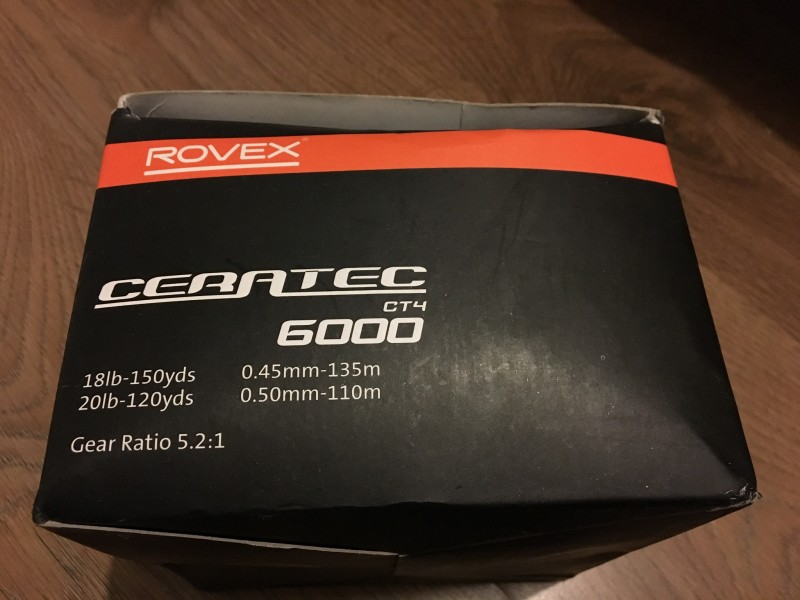 ROVEX
CERATEC
CT4
6000
18lb-150yds 0.45mm-135m
20lb-120yds 0.50mm-110m
Gear Ratio 5.2:1